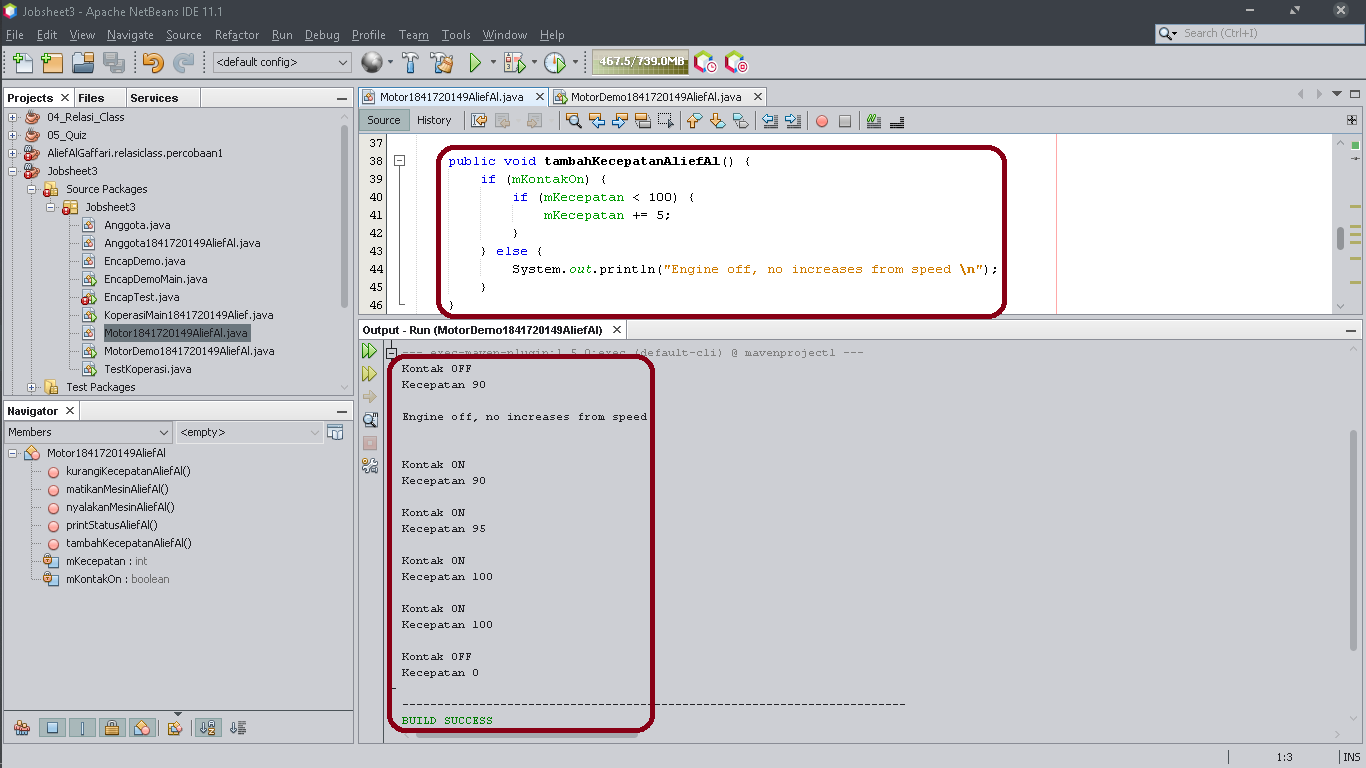 Jobsheet3 - Apache NetBeans IDE 11.1
File Edit View Navigate Source Refactor Run Debug Profile Team Tools Window Help
Search (Ctrl+I)
<default config>
467.5/739.0MB
Projects Files Services
04_Relasi_Class
05_Quiz
AliefAlGaffari.relasiclass.percobaan1
Jobsheet3
Source Packages
Jobsheet3
Anggota.java
Anggota1841720149AliefAl.java
EncapDemo.java
EncapDemoMain.java
EncapTest.java
KoperasiMain1841720149Alief.java
Motor1841720149AliefAl.java
MotorDemo1841720149AliefAl.java
TestKoperasi.java
Test Packages
Navigator
Members <empty>
Motor1841720149AliefAl
kurangiKecepatanAliefAl()
matikanMesinAliefAl()
nyalakanMesinAliefAl()
printStatusAliefAl()
tambahKecepatanAliefAl()
mKecepatan : int
mKontakOn : boolean
Motor1841720149AliefAl.java MotorDemo1841720149AliefAl.java
Source History
37
38 public void tambahKecepatanAliefAl() {
39 if (mKontakOn) {
40 if (mKecepatan < 100) {
41 mKecepatan += 5;
42 }
43 } else {
44 System.out.println("Engine off, no increases from speed \n");
45 }
46 }
Output - Run (MotorDemo1841720149AliefAl)
--- exec-maven-plugin:1.5.0:exec (default-cli) @ mavenproject1 ---
Kontak OFF
Kecepatan 90
Engine off, no increases from speed
Kontak ON
Kecepatan 90
Kontak ON
Kecepatan 95
Kontak ON
Kecepatan 100
Kontak ON
Kecepatan 100
Kontak OFF
Kecepatan 0
------------------------------------------------------------------------
BUILD SUCCESS
1:3 INS